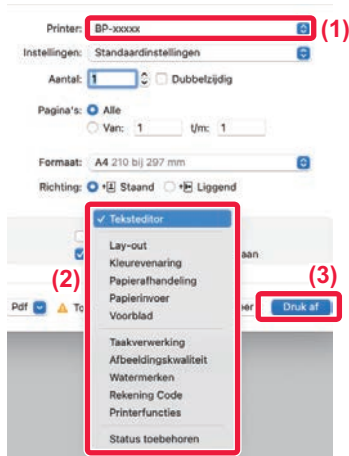 Printer: BP-xxxxx (1)
Instellingen: Standaardinstellingen
Aantal: 1 Dubbelzijdig
Pagina's: Alle
Van: 1 t/m: 1
Formaat: A4 210 bij 297 mm
Richting: Staand Liggend
✓ Teksteditor
Lay-out
Kleurevenaring
aan
(2) Papierafhandeling (3)
Papierinvoer
Pdf Voorblad Druk af
Taakverwerking
Afbeeldingskwaliteit
Watermerken
Rekening Code
Printerfuncties
Status toebehoren